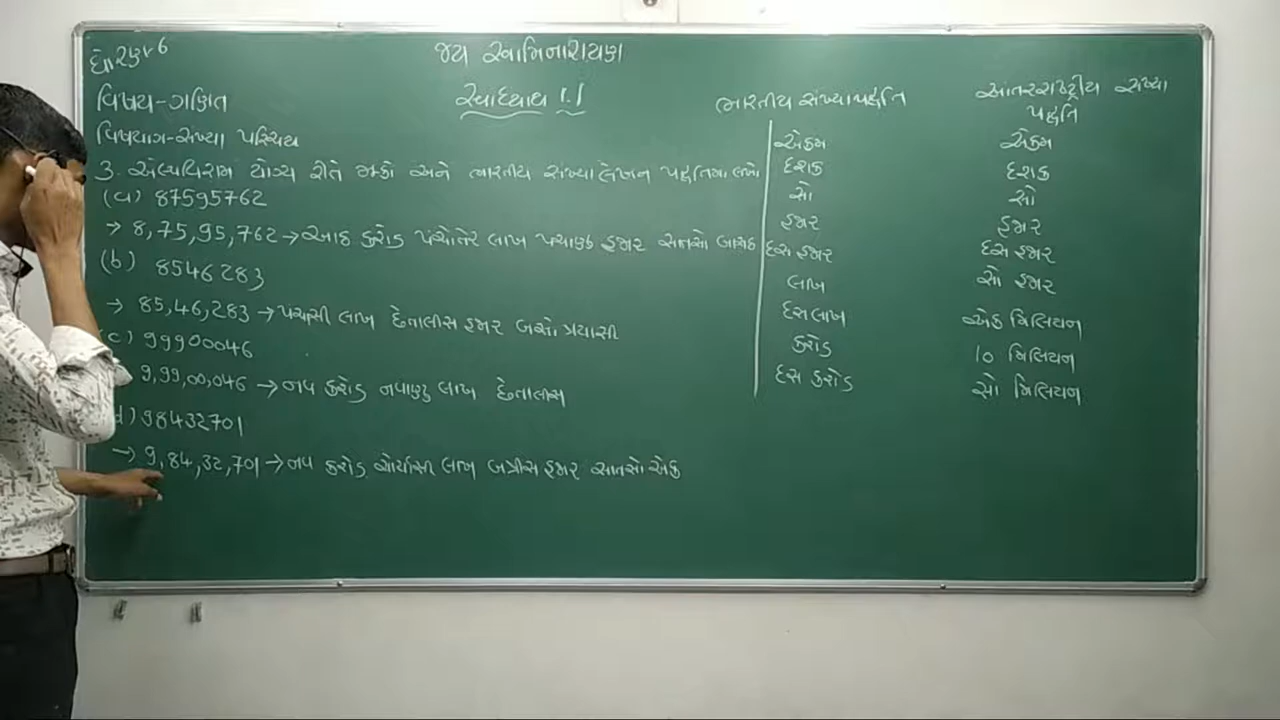 ધોરણ ૬
જય સ્વામિનારાયણ
વિષય-ગણિત
સ્વાધ્યાય 1.1
વિષયાંગ-સંખ્યા પરિચય
3. અલ્પવિરામ યોગ્ય રીતે મૂકો અને ભારતીય સંખ્યાલેખન પદ્ધતિમાં લખો
(a) 87595762
→ 8,75,95,762 → આઠ કરોડ પંચોતેર લાખ પંચાણું હજાર સાતસો બાસઠ
(b) 8546283
→ 85,46,283 → પંચાસી લાખ છેતાલીસ હજાર બસો ત્રયાસી
c) 99900046
9,99,00,046 → નવ કરોડ નવાણુ લાખ છેતાલીસ
d) 98432701
→ 9,84,32,701 → નવ કરોડ ચોર્યાસી લાખ બત્રીસ હજાર સાતસો એક
ભારતીય સંખ્યાપદ્ધતિ
એકમ
દશક
સો
હજાર
દસ હજાર
લાખ
દસ લાખ
કરોડ
દસ કરોડ
આંતરરાષ્ટ્રીય સંખ્યા
પદ્ધતિ
એકમ
દશક
સો
હજાર
દસ હજાર
સો હજાર
એક મિલિયન
10 મિલિયન
સો મિલિયન